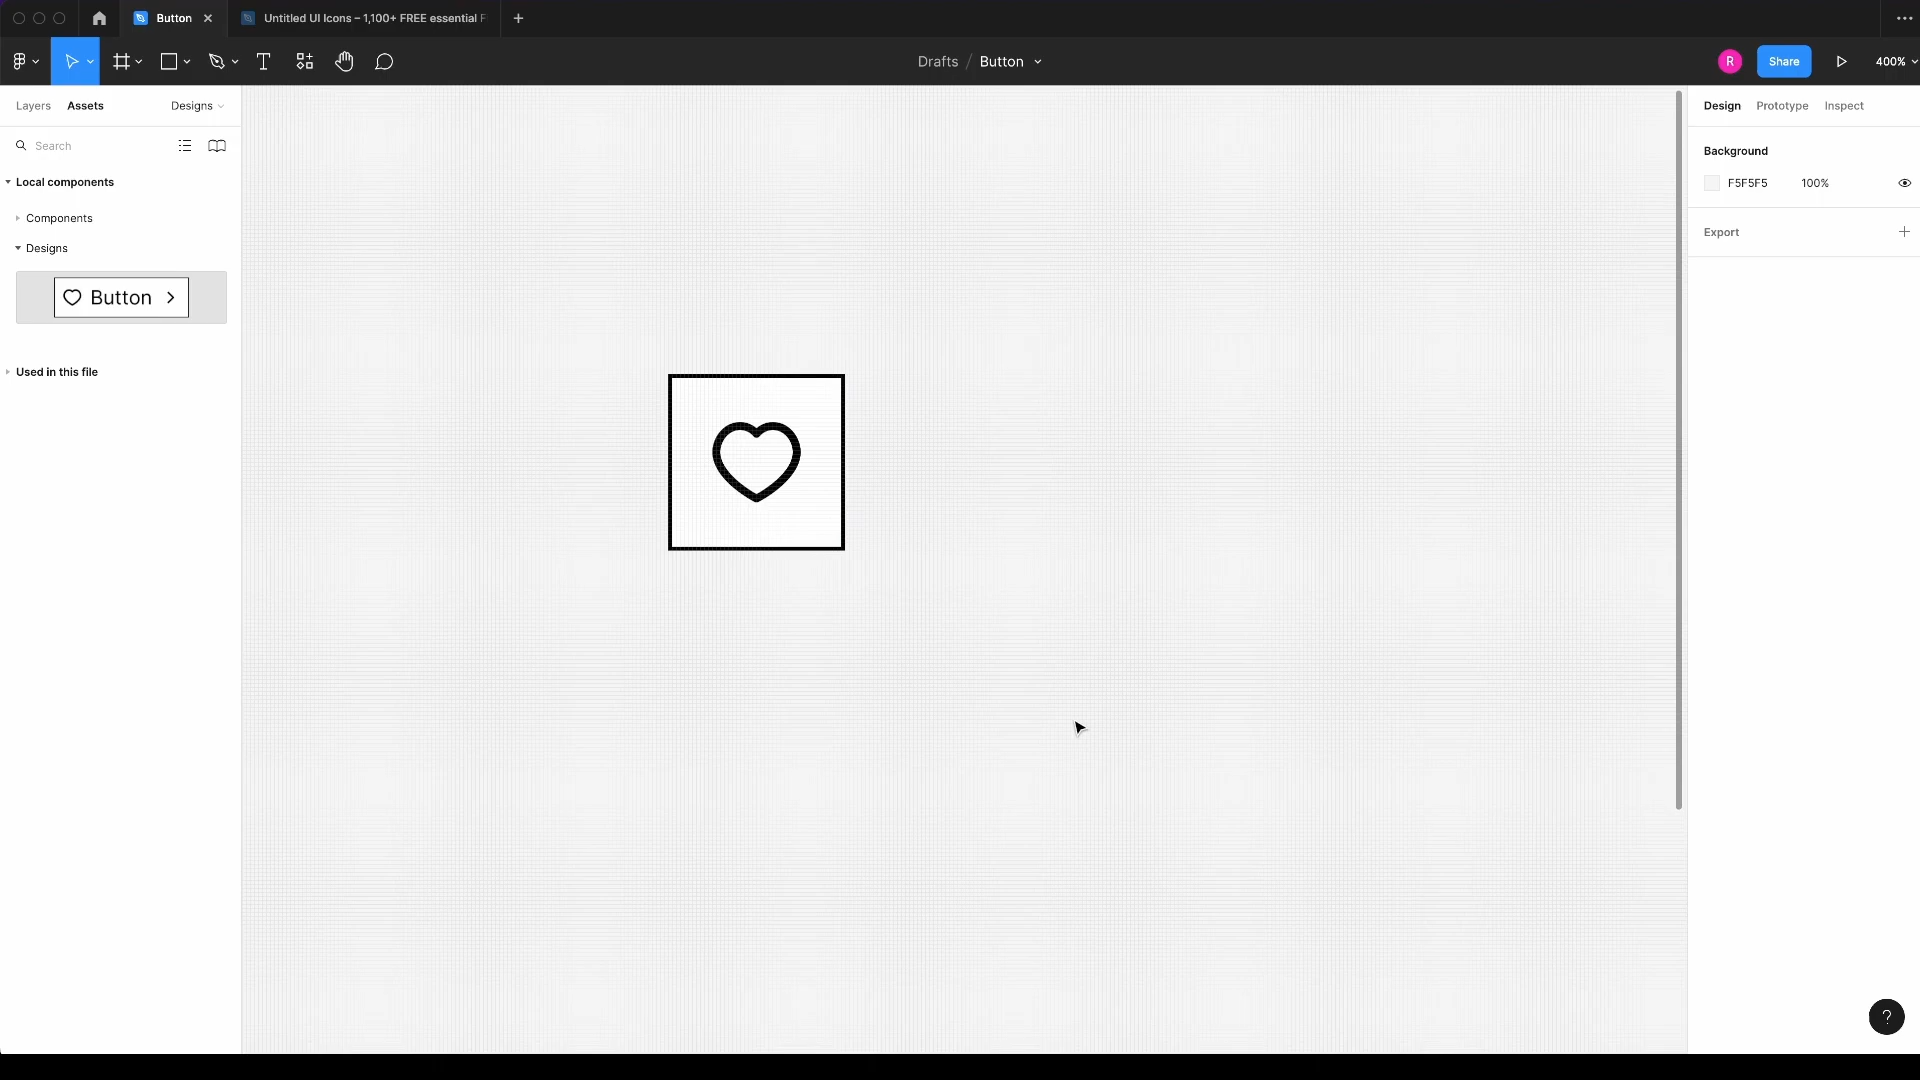 Button
Untitled UI Icons – 1,100+ FREE essential F
Drafts / Button
R
Share
400%
Layers
Assets
Designs
Design
Prototype
Inspect
Search
Background
Local components
F5F5F5
100%
Components
Export
Designs
Button
Used in this file
?